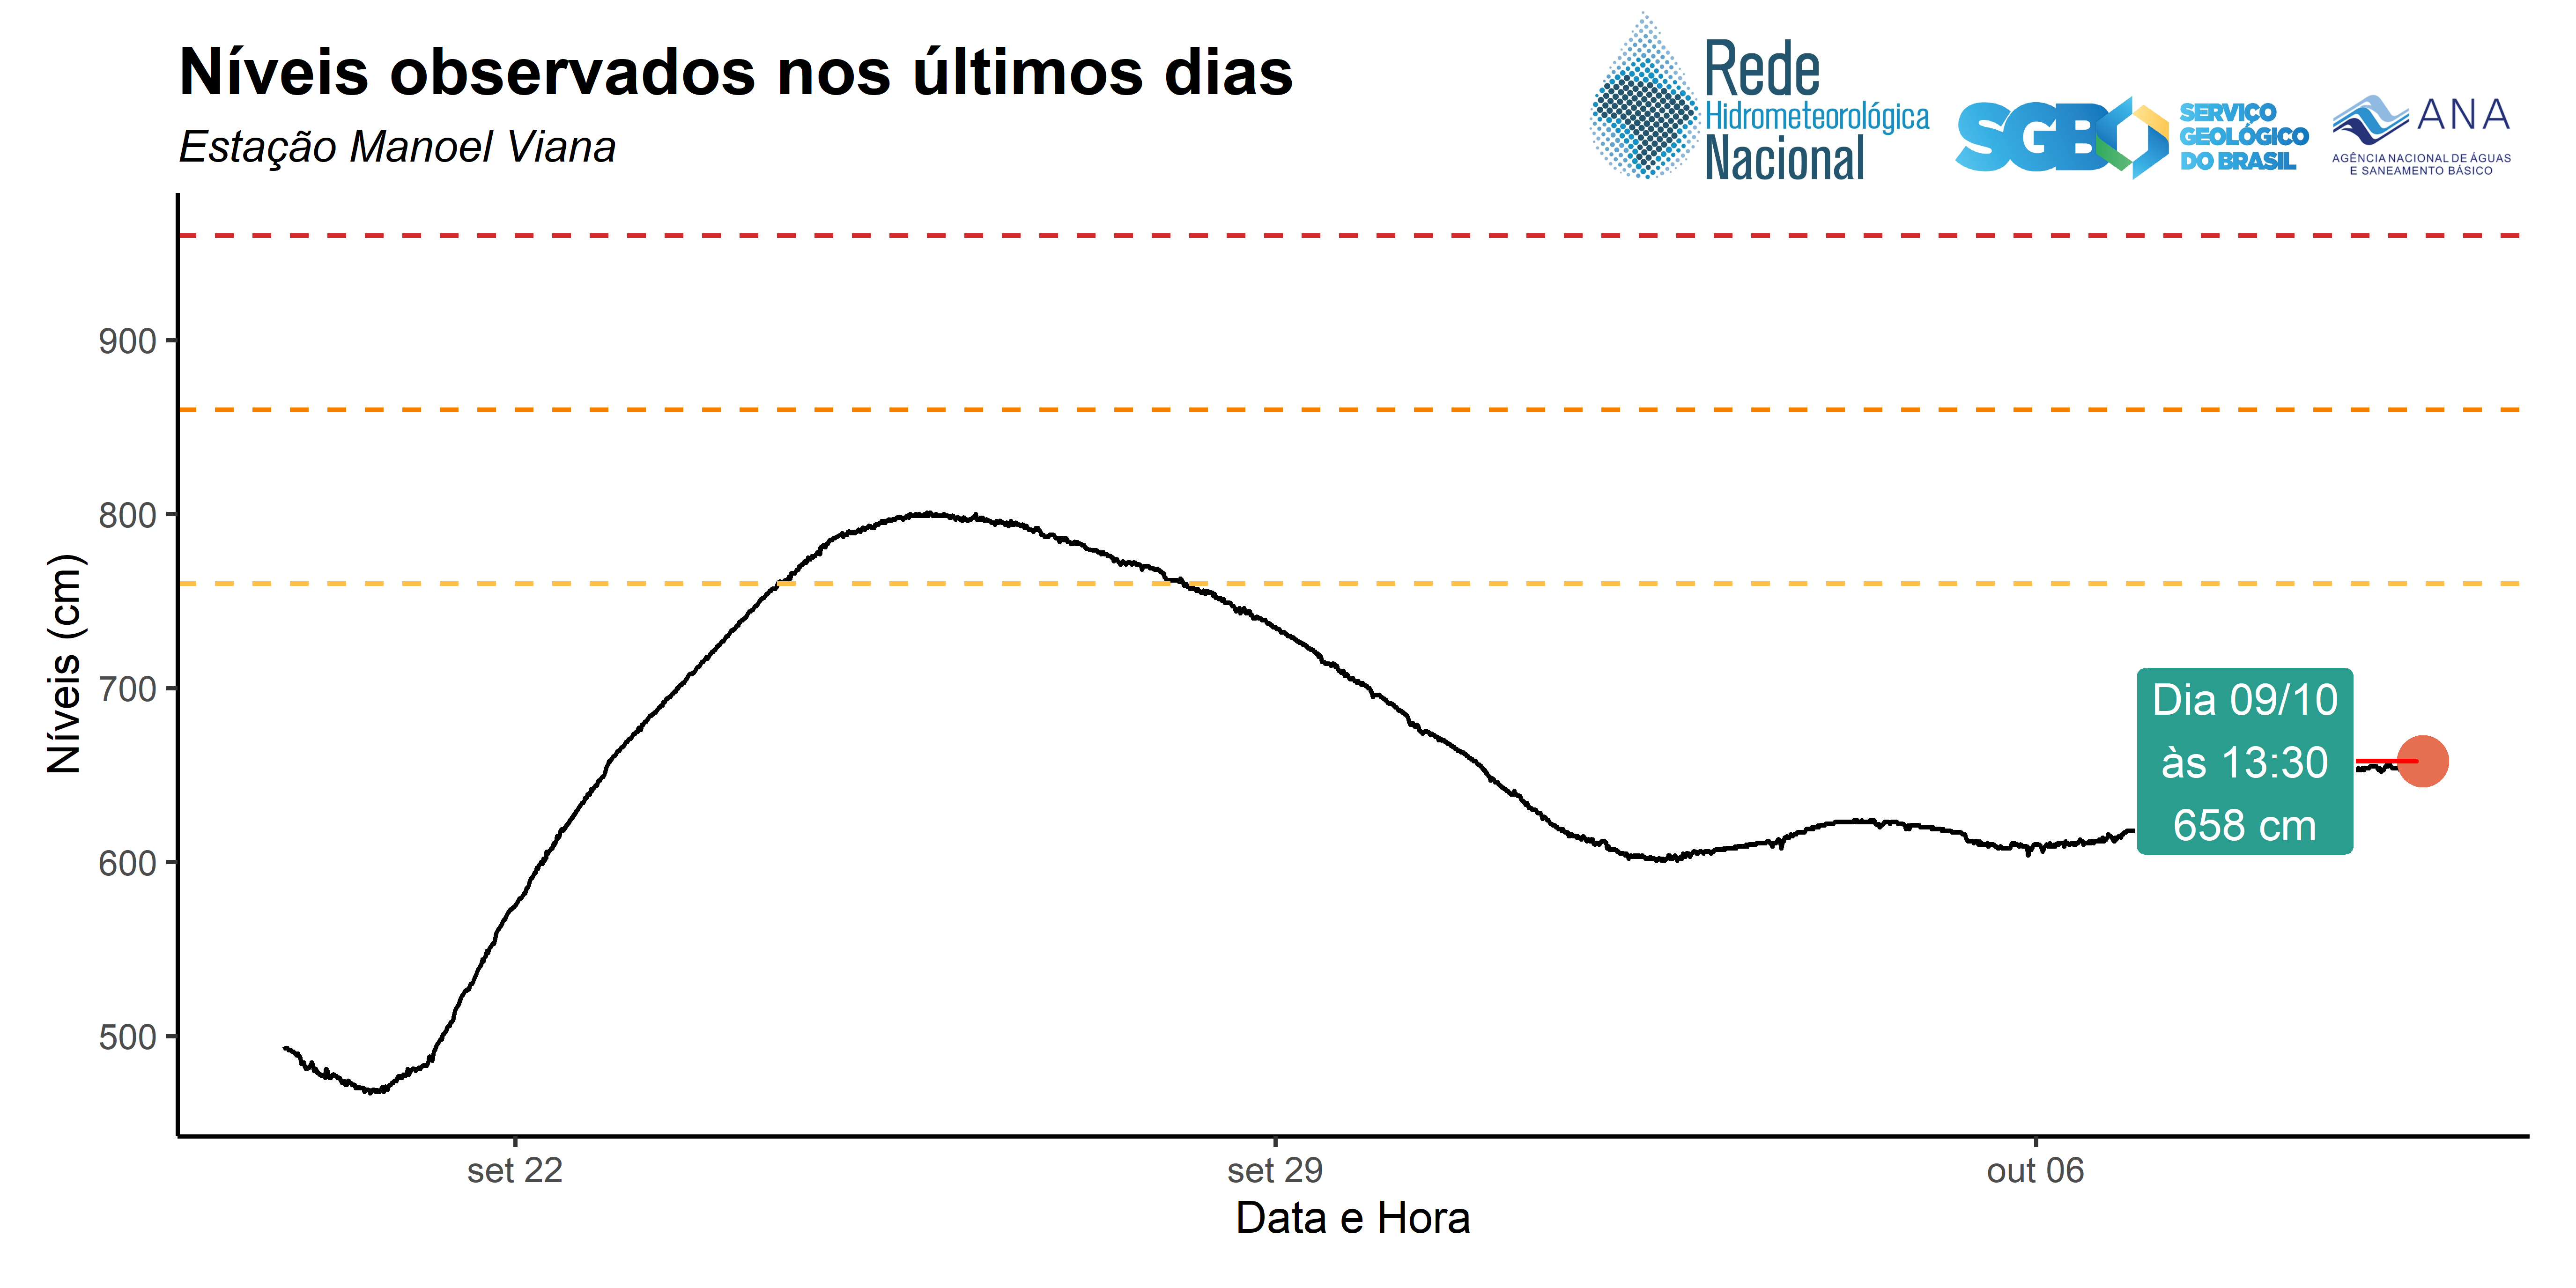 Níveis observados nos últimos dias
Estação Manoel Viana
Rede
Hidrometeorológica
Nacional
SGB
SERVIÇO
GEOLÓGICO
DO BRASIL
ANA
AGÊNCIA NACIONAL DE ÁGUAS
E SANEAMENTO BÁSICO
Níveis (cm)
900
800
700
600
500
Dia 09/10
às 13:30
658 cm
set 22
set 29
out 06
Data e Hora